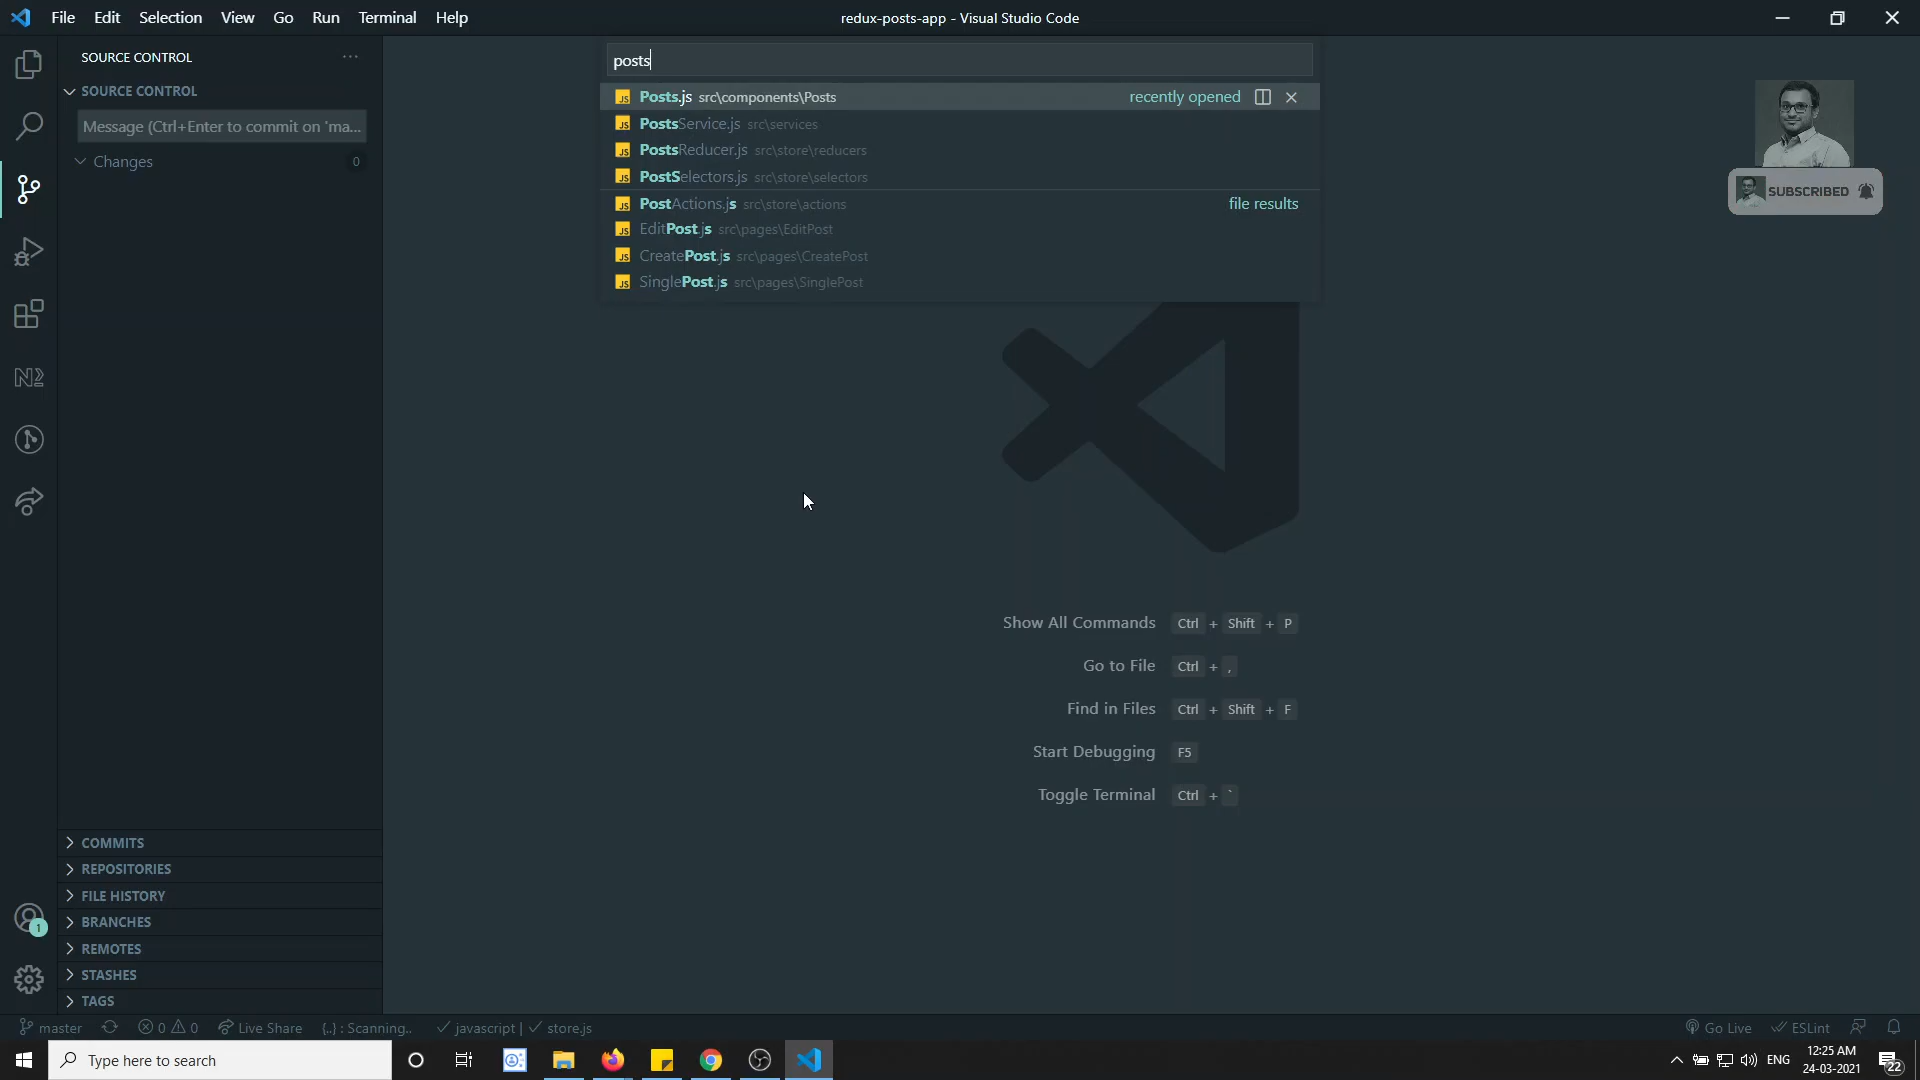 File Edit Selection View Go Run Terminal Help
redux-posts-app - Visual Studio Code
SOURCE CONTROL
SOURCE CONTROL
Message (Ctrl+Enter to commit on 'ma...
Changes 0
posts
Posts.js src\components\Posts recently opened
PostsService.js src\services
PostsReducer.js src\store\reducers
PostSelectors.js src\store\selectors
PostActions.js src\store\actions file results
EditPost.js src\pages\EditPost
CreatePost.js src\pages\CreatePost
SinglePost.js src\pages\SinglePost
SUBSCRIBED
Show All Commands Ctrl + Shift + P
Go to File Ctrl + ,
Find in Files Ctrl + Shift + F
Start Debugging F5
Toggle Terminal Ctrl + `
COMMITS
REPOSITORIES
FILE HISTORY
BRANCHES
REMOTES
STASHES
TAGS
1
master 0 0 Live Share {..} : Scanning.. javascript | store.js Go Live ESLint
Type here to search
ENG
12:25 AM
24-03-2021
22